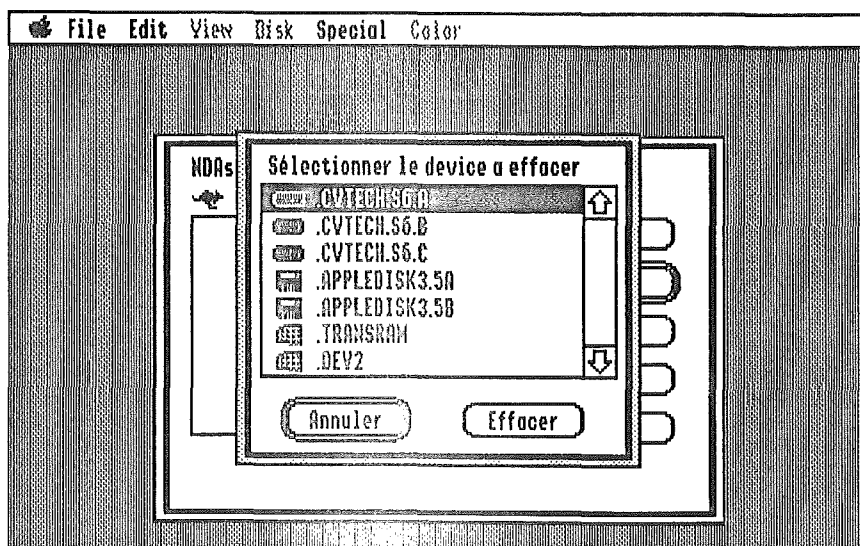 File Edit View Disk Special Color
NDAs
Sélectionner le device a effacer
.CVTECH.S6.A
.CVTECH.S6.B
.CVTECH.S6.C
.APPLEDISK3.5A
.APPLEDISK3.5B
.TRANSRAM
.DEV2
Annuler Effacer